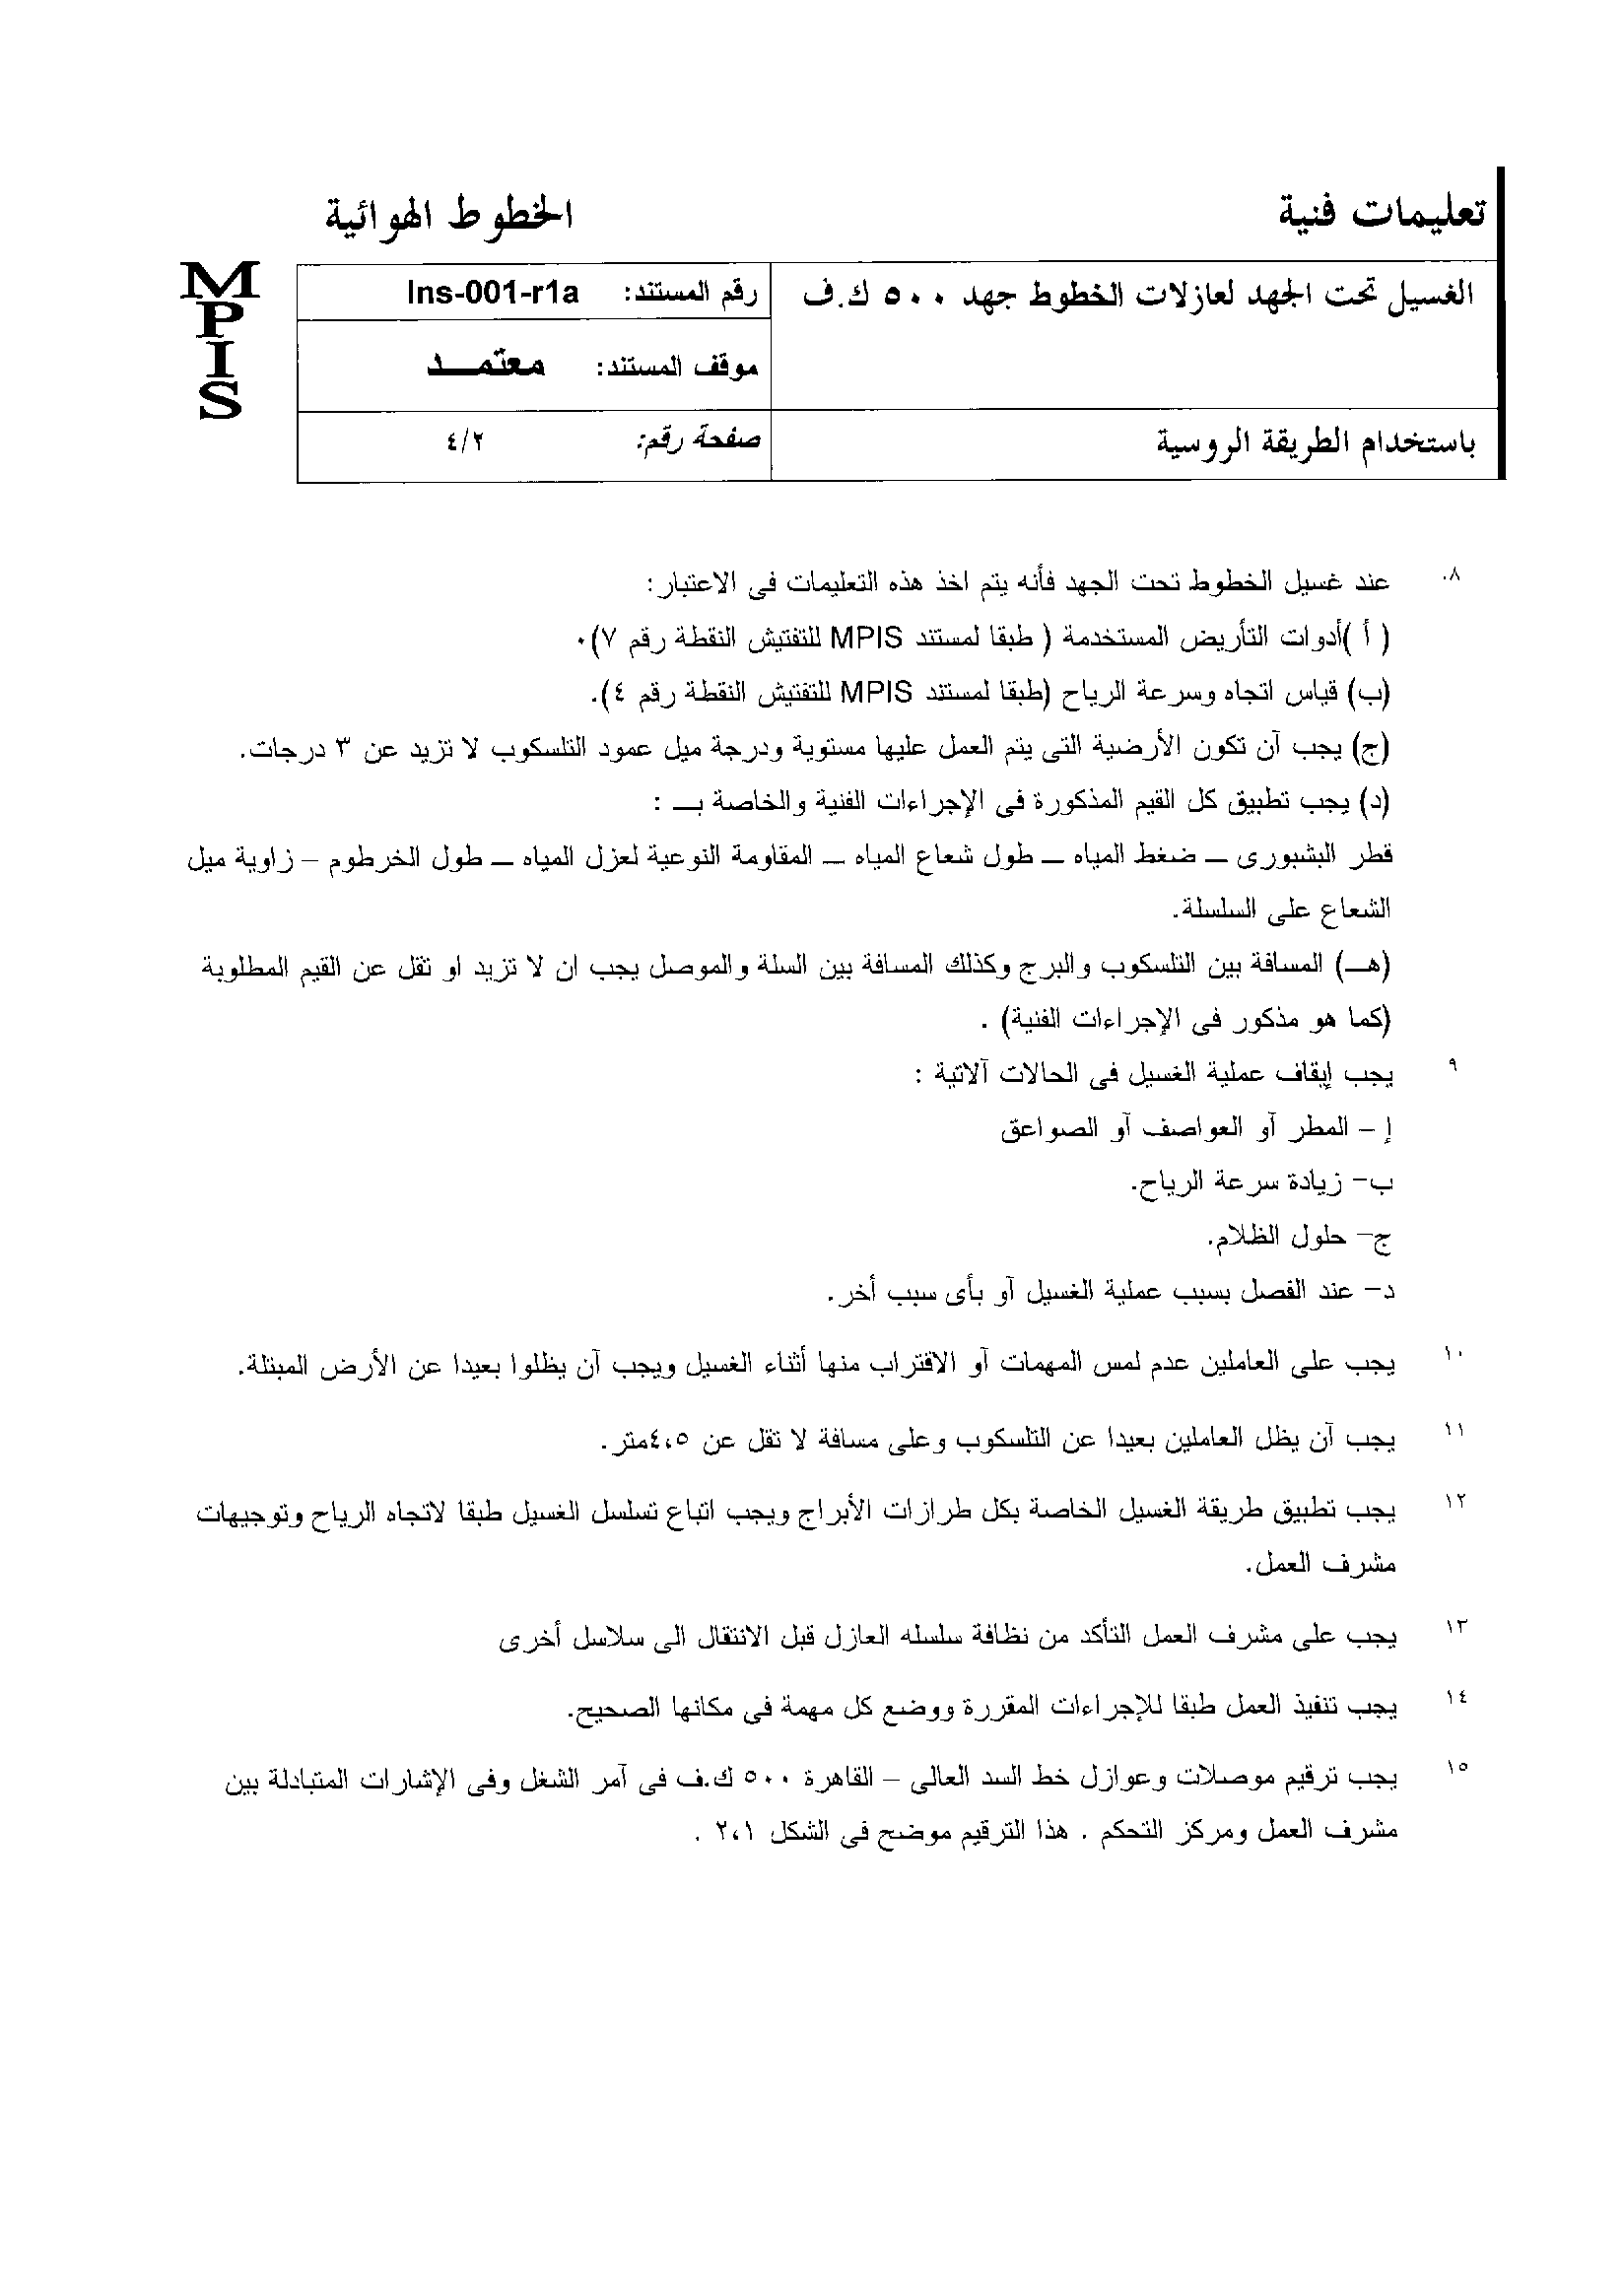 تعليمات فنية
الخطوط الهوائية
MPIS
الغسيل تحت الجهد لعازلات الخطوط جهد ٥٠٠ ك.ف
رقم المستند: Ins-001-r1a
موقف المستند: معتمـــد
باستخدام الطريقة الروسية
صفحة رقم: ٤/٢
٨. عند غسيل الخطوط تحت الجهد فأنه يتم اخذ هذه التعليمات فى الاعتبار:
( أ )أدوات التأريض المستخدمة ( طبقا لمستند MPIS للتفتيش النقطة رقم ٧)٠
(ب) قياس اتجاه وسرعة الرياح (طبقا لمستند MPIS للتفتيش النقطة رقم ٤).
(ج) يجب آن تكون الأرضية التى يتم العمل عليها مستوية ودرجة ميل عمود التلسكوب لا تزيد عن ٣ درجات.
(د) يجب تطبيق كل القيم المذكورة فى الإجراءات الفنية والخاصة بــ :
قطر البشبورى – ضغط المياه – طول شعاع المياه – المقاومة النوعية لعزل المياه – طول الخرطوم – زاوية ميل
الشعاع على السلسلة.
(هــ) المسافة بين التلسكوب والبرج وكذلك المسافة بين السلة والموصل يجب ان لا تزيد او تقل عن القيم المطلوبة
(كما هو مذكور فى الإجراءات الفنية) .
٩ يجب إيقاف عملية الغسيل فى الحالات آلاتية :
إ – المطر آو العواصف آو الصواعق
ب- زيادة سرعة الرياح.
ج- حلول الظلام.
د- عند الفصل بسبب عملية الغسيل آو بأى سبب أخر.
١٠ يجب على العاملين عدم لمس المهمات آو الاقتراب منها أثناء الغسيل ويجب آن يظلوا بعيدا عن الأرض المبتلة.
١١ يجب آن يظل العاملين بعيدا عن التلسكوب وعلى مسافة لا تقل عن ٤،٥متر.
١٢ يجب تطبيق طريقة الغسيل الخاصة بكل طرازات الأبراج ويجب اتباع تسلسل الغسيل طبقا لاتجاه الرياح وتوجيهات
مشرف العمل.
١٣ يجب على مشرف العمل التأكد من نظافة سلسله العازل قبل الانتقال الى سلاسل أخرى
١٤ يجب تنفيذ العمل طبقا للإجراءات المقررة ووضع كل مهمة فى مكانها الصحيح.
١٥ يجب ترقيم موصلات وعوازل خط السد العالى – القاهرة ٥٠٠ ك.ف فى آمر الشغل وفى الإشارات المتبادلة بين
مشرف العمل ومركز التحكم . هذا الترقيم موضح فى الشكل ٢،١ .